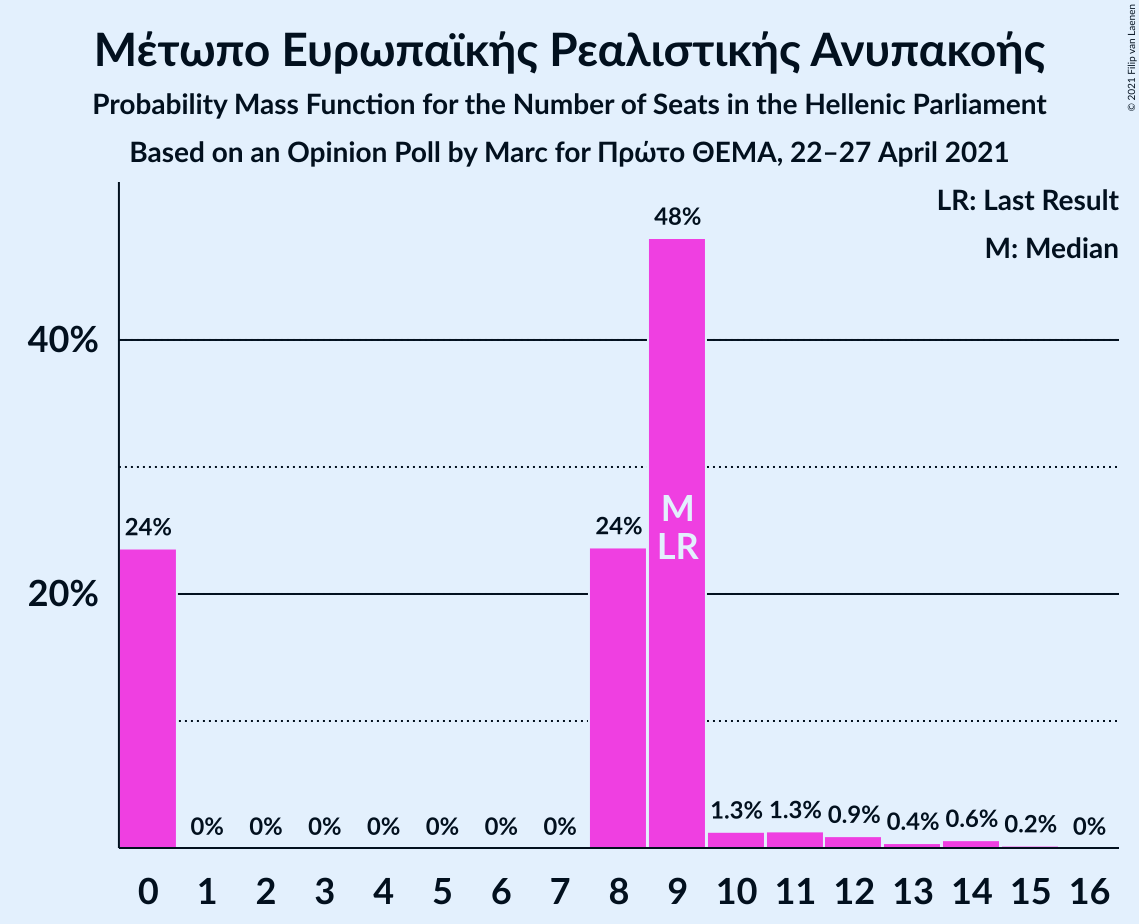 Μέτωπο Ευρωπαϊκής Ρεαλιστικής Ανυπακοής
Probability Mass Function for the Number of Seats in the Hellenic Parliament
Based on an Opinion Poll by Marc for Πρώτο ΘΕΜΑ, 22–27 April 2021
© 2021 Filip van Laenen
LR: Last Result
M: Median
40%
20%
24%
0%
0%
0%
0%
0%
0%
0%
24%
48%
M
LR
1.3%
1.3%
0.9%
0.4%
0.6%
0.2%
0%
0 1 2 3 4 5 6 7 8 9 10 11 12 13 14 15 16